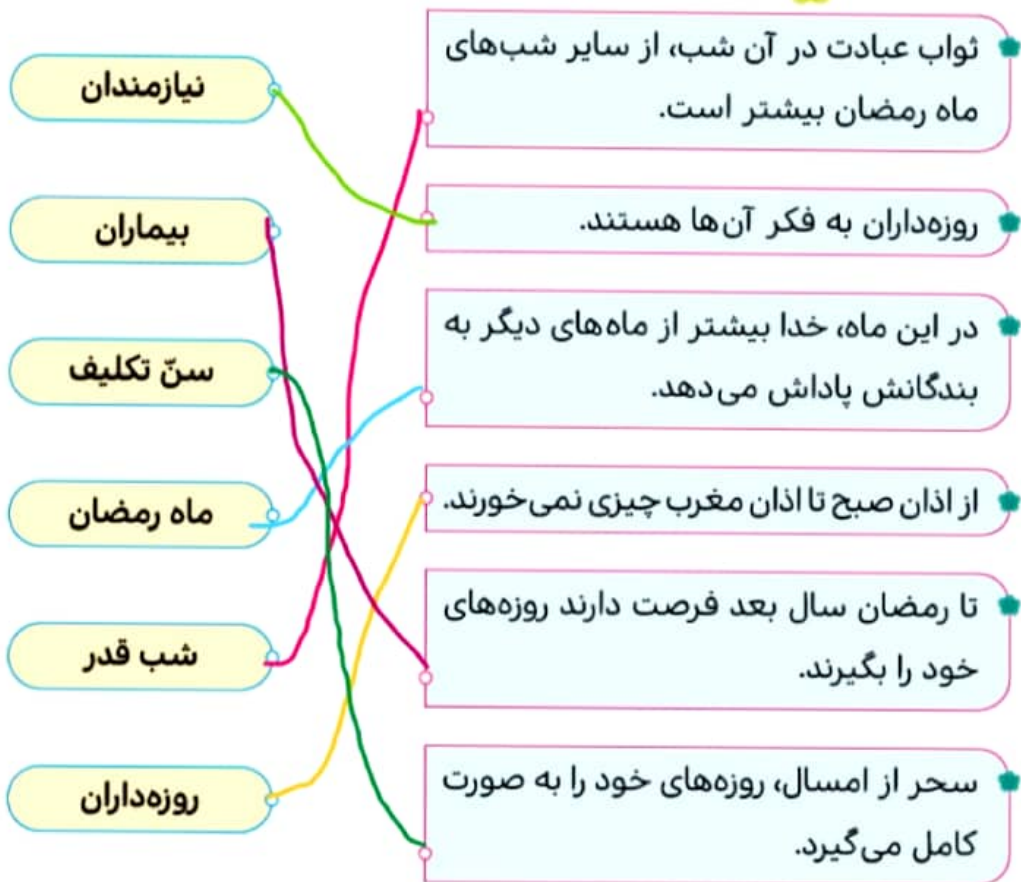 ثواب عبادت در آن شب، از سایر شب‌های
ماه رمضان بیشتر است.
روزه‌داران به فکر آن‌ها هستند.
در این ماه، خدا بیشتر از ماه‌های دیگر به
بندگانش پاداش می‌دهد.
از اذان صبح تا اذان مغرب چیزی نمی‌خورند.
تا رمضان سال بعد فرصت دارند روزه‌های
خود را بگیرند.
سحر از امسال، روزه‌های خود را به صورت
کامل می‌گیرد.
نیازمندان
بیماران
سنّ تکلیف
ماه رمضان
شب قدر
روزه‌داران